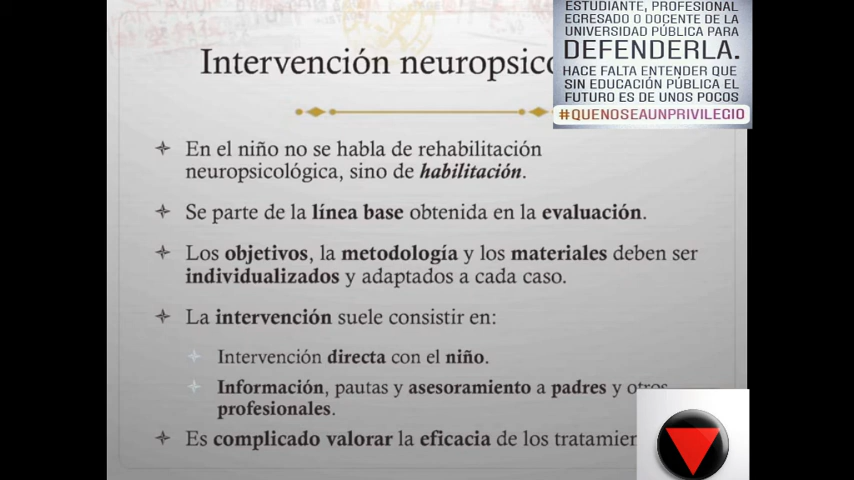 ESTUDIANTE, PROFESIONAL
EGRESADO O DOCENTE DE LA
UNIVERSIDAD PÚBLICA PARA
DEFENDERLA.
HACE FALTA ENTENDER QUE
SIN EDUCACIÓN PÚBLICA EL
FUTURO ES DE UNOS POCOS
#QUENOSEAUNPRIVILEGIO
Intervención neuropsico
En el niño no se habla de rehabilitación
neuropsicológica, sino de habilitación.
Se parte de la línea base obtenida en la evaluación.
Los objetivos, la metodología y los materiales deben ser
individualizados y adaptados a cada caso.
La intervención suele consistir en:
Intervención directa con el niño.
Información, pautas y asesoramiento a padres y otros
profesionales.
Es complicado valorar la eficacia de los tratamien